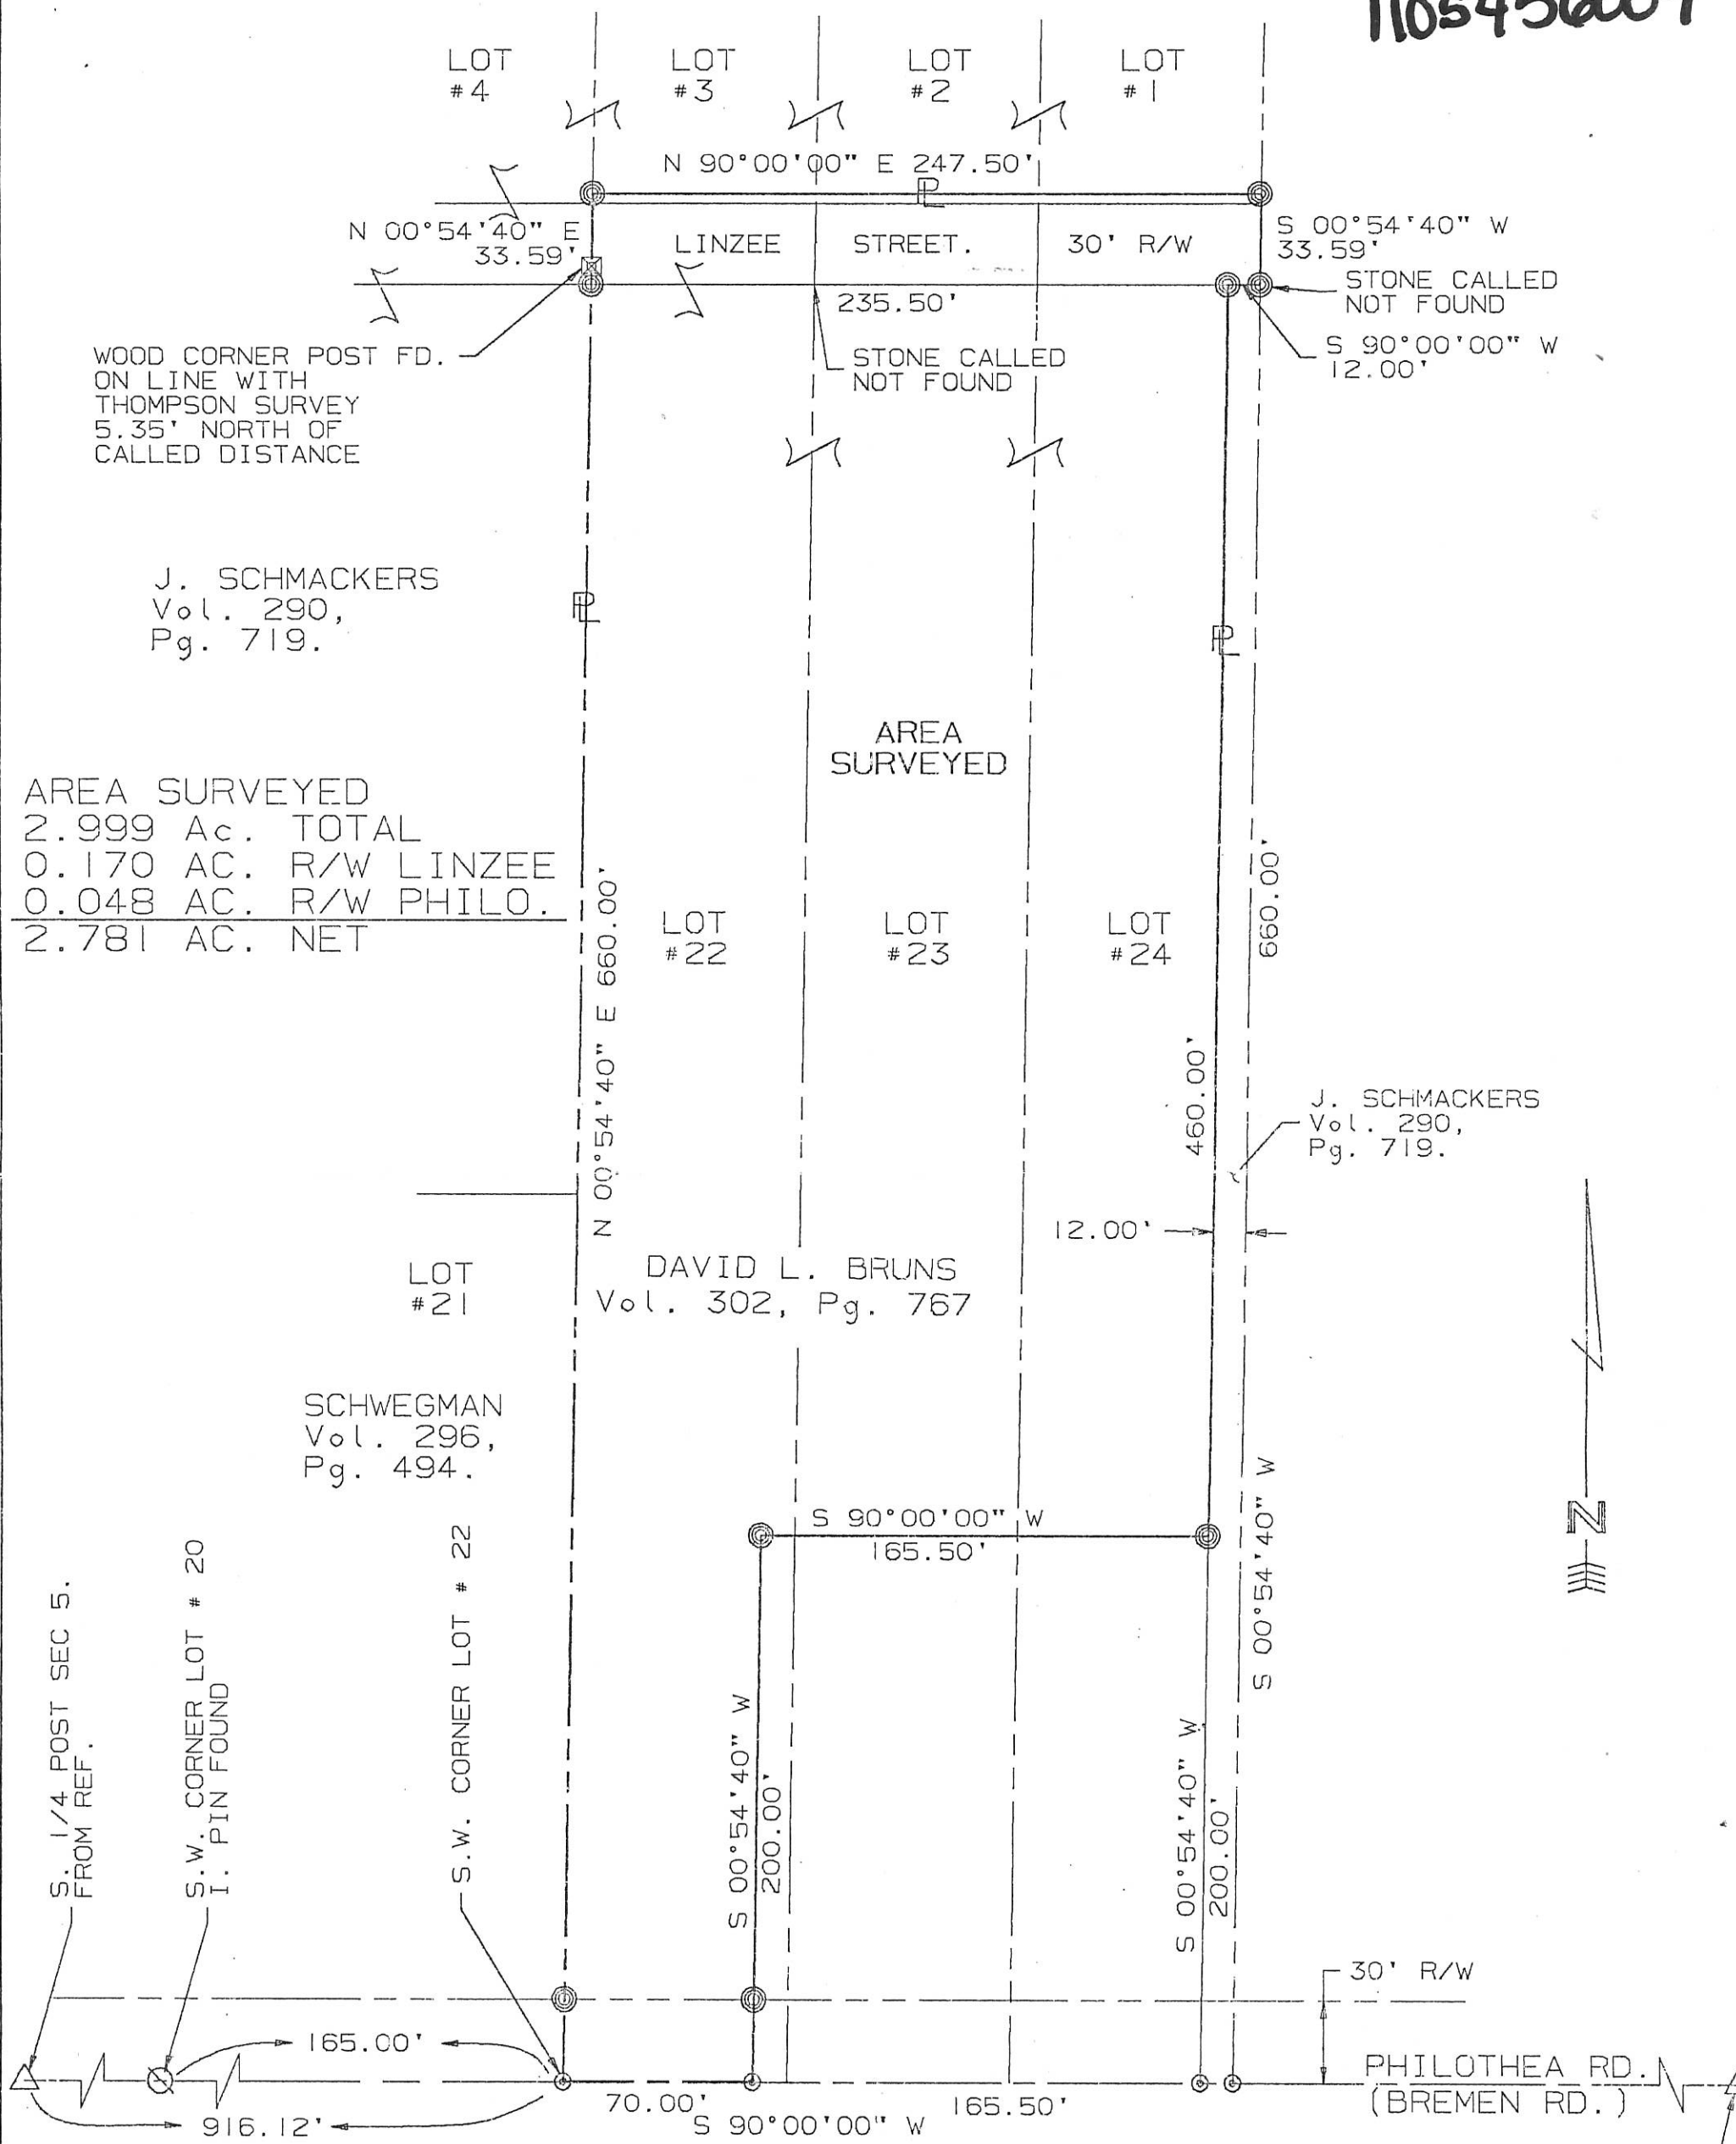 LOT
#4
LOT
#3
LOT
#2
LOT
#1
N 90°00'00" E 247.50'
PL
N 00°54'40" E
33.59'
LINZEE STREET. 30' R/W
S 00°54'40" W
33.59'
STONE CALLED
NOT FOUND
235.50'
STONE CALLED
NOT FOUND
S 90°00'00" W
12.00'
WOOD CORNER POST FD.
ON LINE WITH
THOMPSON SURVEY
5.35' NORTH OF
CALLED DISTANCE
J. SCHMACKERS
Vol. 290,
Pg. 719.
PL
PL
AREA
SURVEYED
AREA SURVEYED
2.999 Ac. TOTAL
0.170 AC. R/W LINZEE
0.048 AC. R/W PHILO.
2.781 AC. NET
N 00°54'40" E 660.00'
LOT
#22
LOT
#23
LOT
#24
660.00'
460.00'
J. SCHMACKERS
Vol. 290,
Pg. 719.
12.00'
LOT
#21
DAVID L. BRUNS
Vol. 302, Pg. 767
SCHWEGMAN
Vol. 296,
Pg. 494.
S 90°00'00" W
165.50'
S 00°54'40" W
N
S. 1/4 POST SEC 5.
FROM REF.
S.W. CORNER LOT # 20
I. PIN FOUND
S.W. CORNER LOT # 22
S 00°54'40" W
200.00'
S 00°54'40" W
200.00'
30' R/W
165.00'
916.12'
70.00'
S 90°00'00" W
165.50'
PHILOTHEA RD.
(BREMEN RD.)